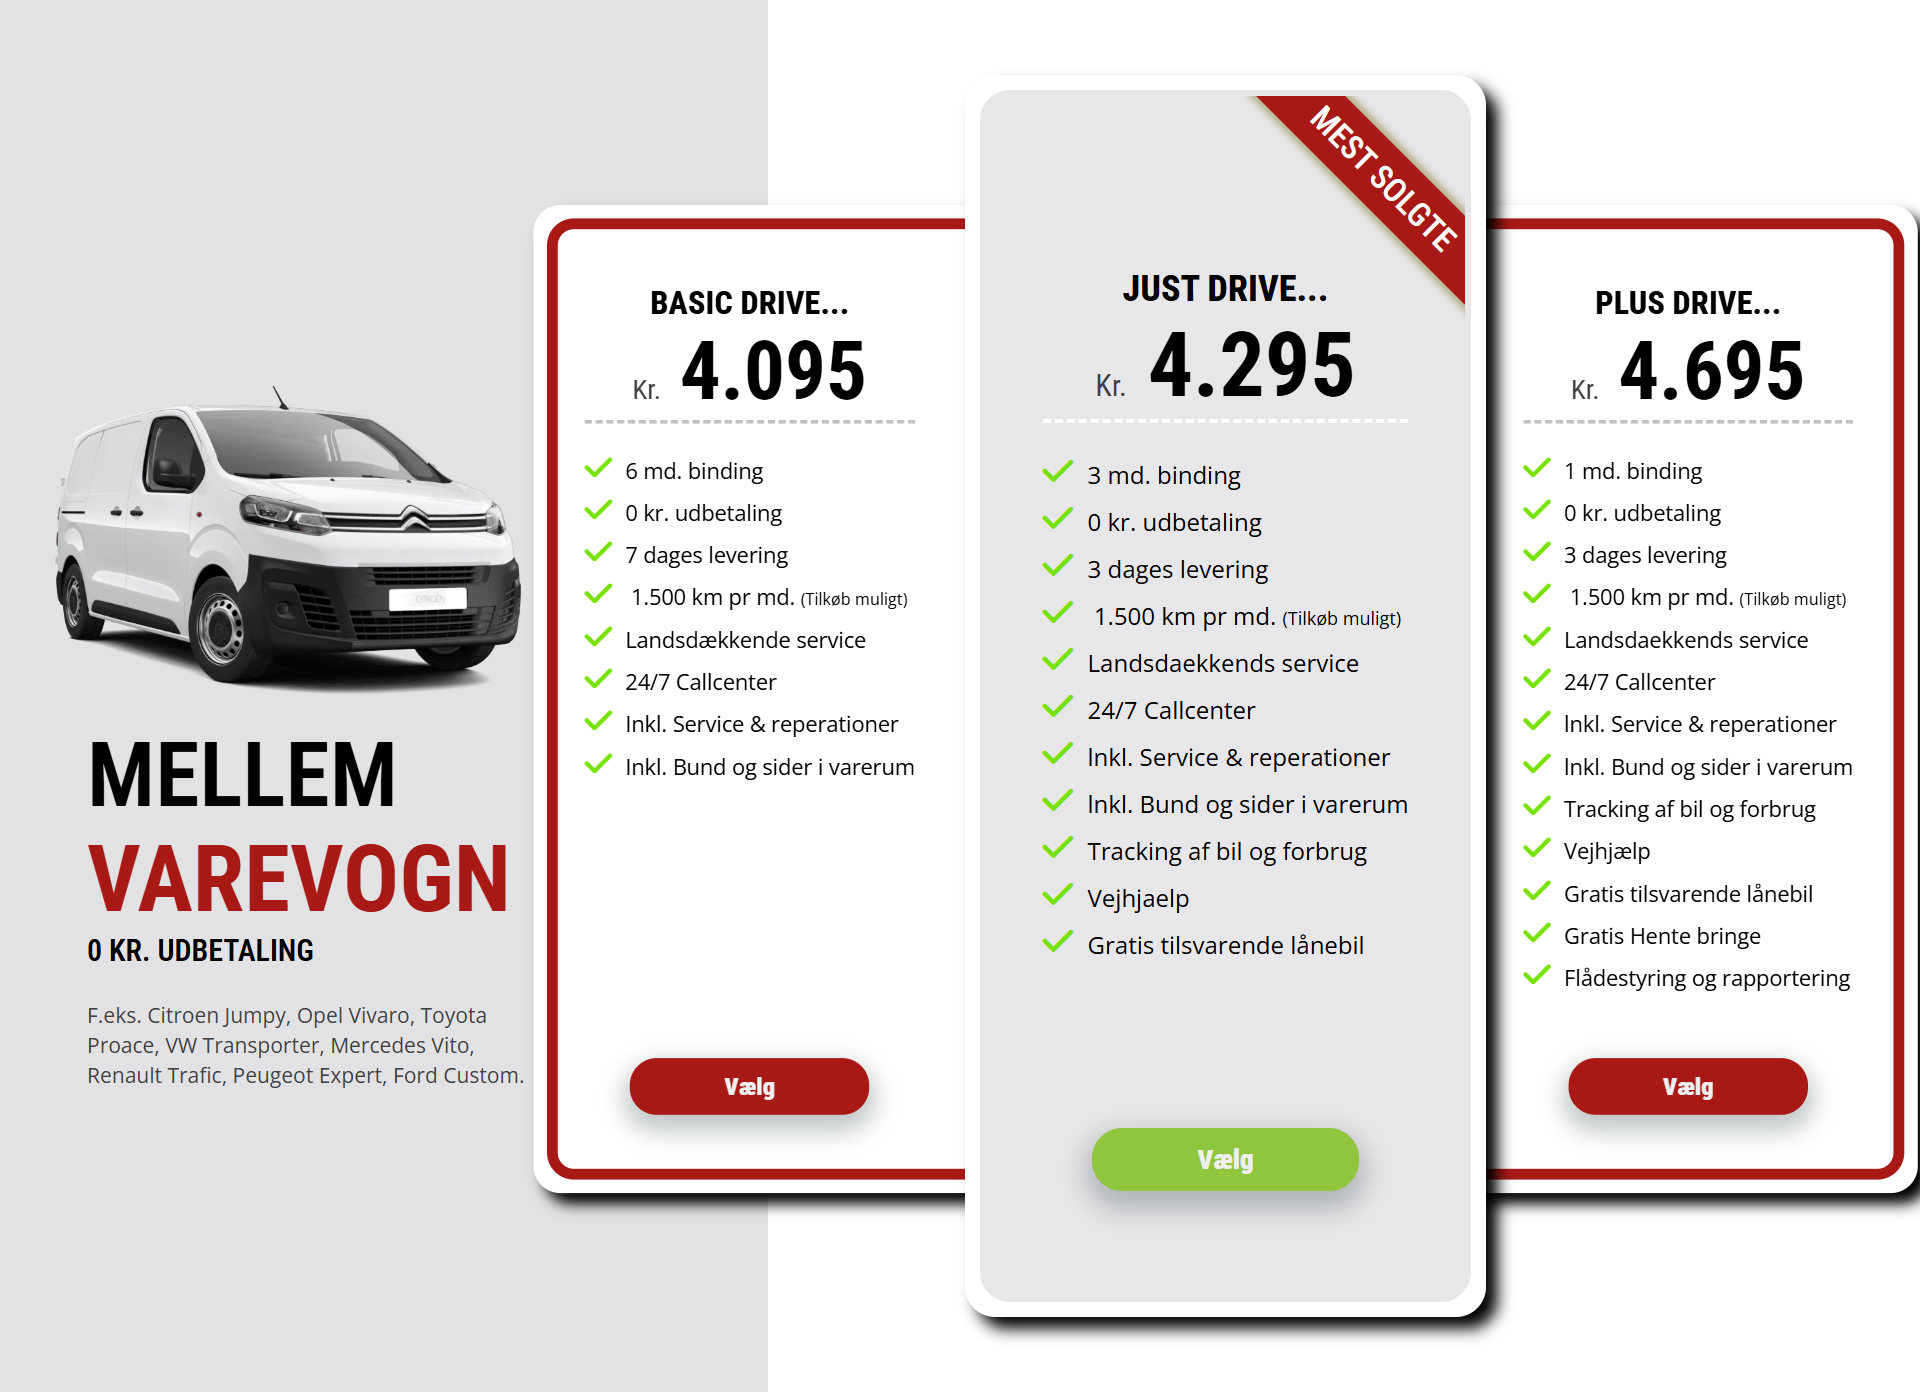 MELLEM
VAREVOGN
0 KR. UDBETALING
F.eks. Citroen Jumpy, Opel Vivaro, Toyota
Proace, VW Transporter, Mercedes Vito,
Renault Trafic, Peugeot Expert, Ford Custom.
CITROËN
BASIC DRIVE...
Kr. 4.095
6 md. binding
0 kr. udbetaling
7 dages levering
1.500 km pr md. (Tilkøb muligt)
Landsdækkende service
24/7 Callcenter
Inkl. Service & reperationer
Inkl. Bund og sider i varerum
Vælg
MEST SOLGTE
JUST DRIVE...
Kr. 4.295
3 md. binding
0 kr. udbetaling
3 dages levering
1.500 km pr md. (Tilkøb muligt)
Landsdaekkends service
24/7 Callcenter
lnkl. Service & reperationer
lnkl. Bund og sider i varerum
Tracking af bil og forbrug
Vejhjaelp
Gratis tilsvarende lånebil
Vælg
PLUS DRIVE...
Kr. 4.695
1 md. binding
0 kr. udbetaling
3 dages levering
1.500 km pr md. (Tilkøb muligt)
Landsdaekkends service
24/7 Callcenter
lnkl. Service & reperationer
lnkl. Bund og sider i varerum
Tracking af bil og forbrug
Vejhjælp
Gratis tilsvarende lånebil
Gratis Hente bringe
Flådestyring og rapportering
Vælg